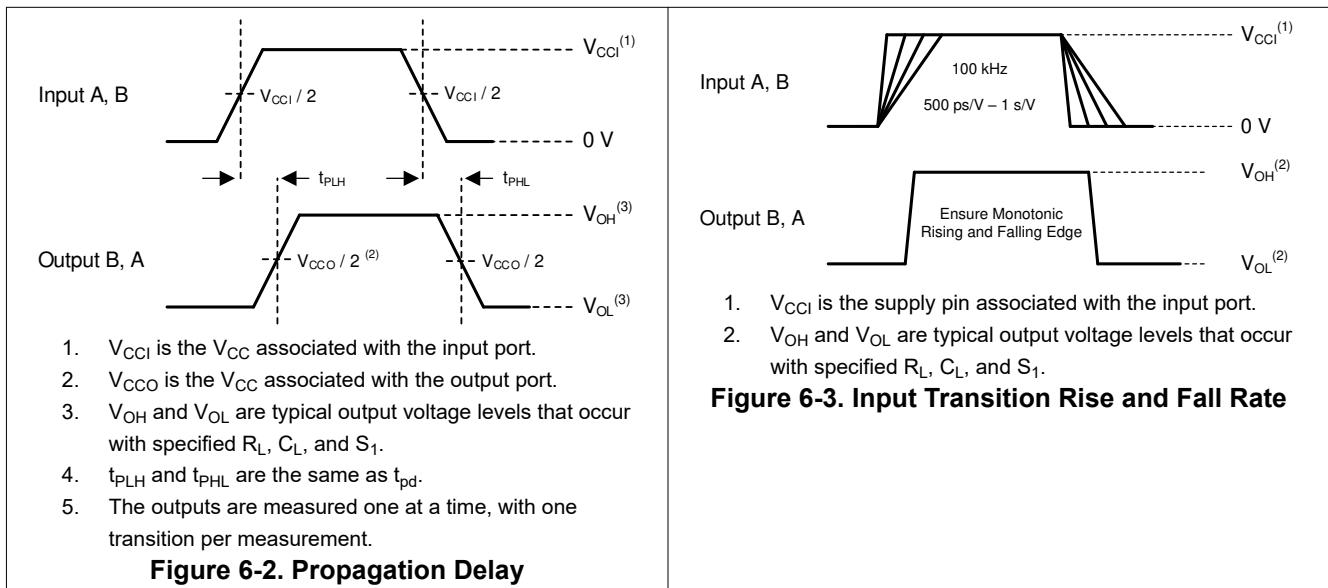 V_CCI^(1)
Input A, B
V_CCI / 2
V_CCI / 2
0 V
t_PLH
t_PHL
V_OH^(3)
Output B, A
V_CCO / 2 ^(2)
V_CCO / 2
V_OL^(3)
1. V_CCI is the V_CC associated with the input port.
2. V_CCO is the V_CC associated with the output port.
3. V_OH and V_OL are typical output voltage levels that occur
with specified R_L, C_L, and S_1.
4. t_PLH and t_PHL are the same as t_pd.
5. The outputs are measured one at a time, with one
transition per measurement.
Figure 6-2. Propagation Delay
V_CCI^(1)
Input A, B
100 kHz
500 ps/V – 1 s/V
0 V
V_OH^(2)
Output B, A
Ensure Monotonic
Rising and Falling Edge
V_OL^(2)
1. V_CCI is the supply pin associated with the input port.
2. V_OH and V_OL are typical output voltage levels that occur
with specified R_L, C_L, and S_1.
Figure 6-3. Input Transition Rise and Fall Rate